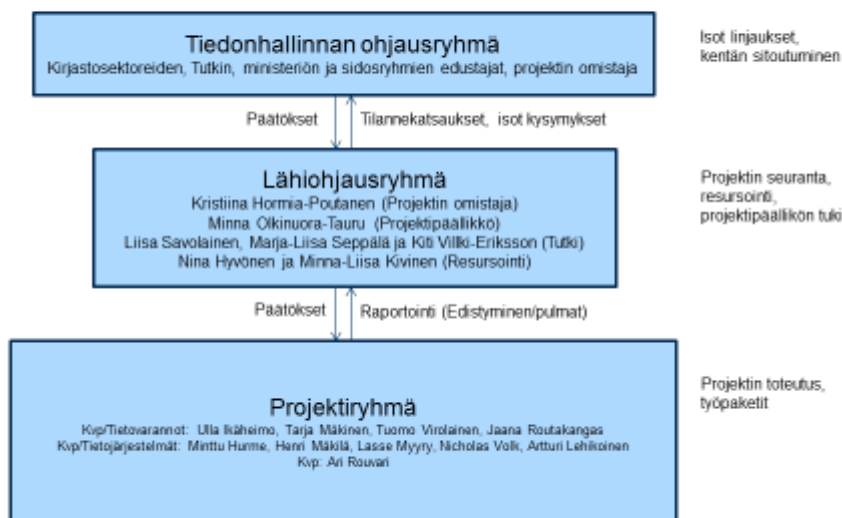 Tiedonhallinnan ohjausryhmä
Kirjastosektoreiden, Tutkin, ministeriön ja sidosryhmien edustajat, projektin omistaja
Isot linjaukset,
kentän sitoutuminen
Päätökset
Tilannekatsaukset, isot kysymykset
Lähiohjausryhmä
Kristiina Hormia-Poutanen (Projektin omistaja)
Minna Olkinuora-Tauru (Projektipäällikkö)
Liisa Savolainen, Marja-Liisa Seppälä ja Kiti Villki-Eriksson (Tutki)
Nina Hyvönen ja Minna-Liisa Kivinen (Resursointi)
Projektin seuranta,
resursointi,
projektipäällikön tuki
Päätökset
Raportointi (Edistyminen/pulmat)
Projektiryhmä
Kvp/Tietovarannot: Ulla Ikäheimo, Tarja Mäkinen, Tuomo Virolainen, Jaana Routakangas
Kvp/Tietojärjestelmät: Minttu Hurme, Henri Mäkilä, Lasse Myyry, Nicholas Volk, Artturi Lehikoinen
Kvp: Ari Rouvari
Projektin toteutus,
työpaketit